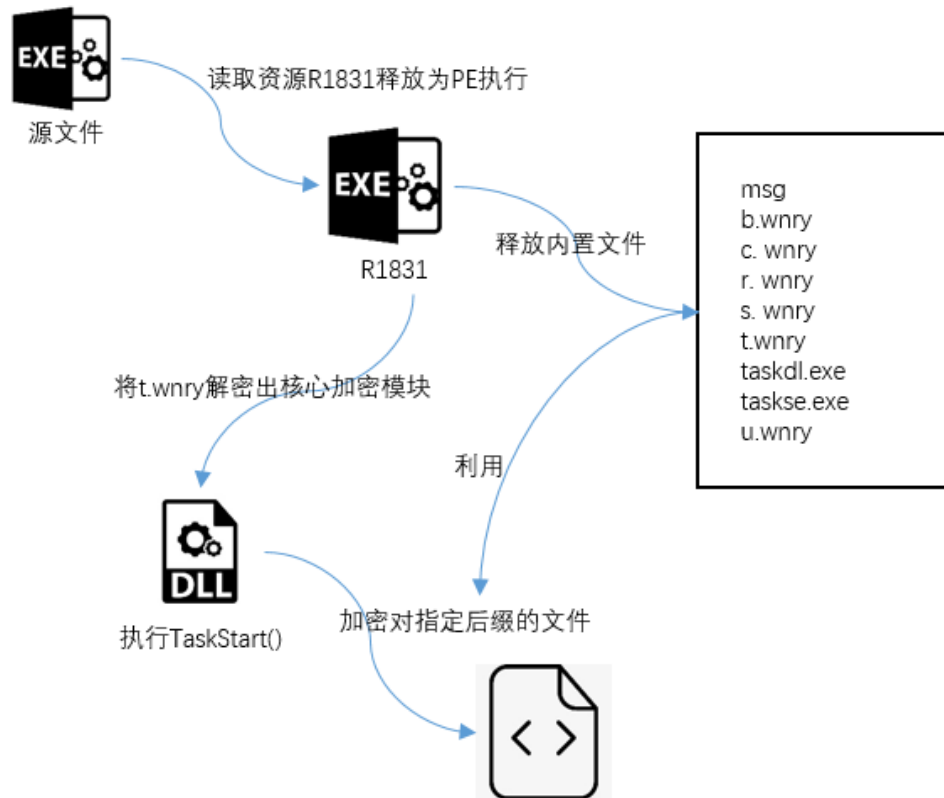 EXE
源文件
读取资源R1831释放为PE执行
EXE
R1831
释放内置文件
msg
b.wnry
c. wnry
r. wnry
s. wnry
t.wnry
taskdl.exe
taskse.exe
u.wnry
将t.wnry解密出核心加密模块
利用
DLL
执行TaskStart()
加密对指定后缀的文件
< >